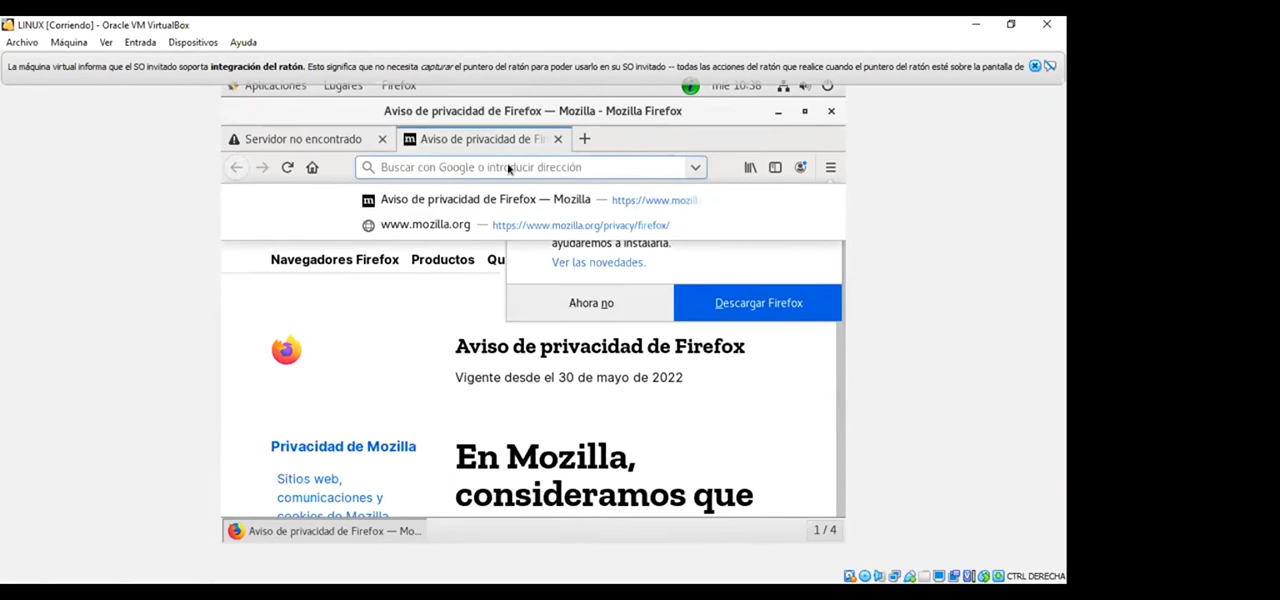 LINUX [Corriendo] - Oracle VM VirtualBox
Archivo Máquina Ver Entrada Dispositivos Ayuda
La máquina virtual informa que el SO invitado soporta integración del ratón. Esto significa que no necesita capturar el puntero del ratón para poder usarlo en su SO invitado -- todas las acciones del ratón que realice cuando el puntero del ratón esté sobre la pantalla de
Aplicaciones Lugares Firefox mié 10:38
Aviso de privacidad de Firefox — Mozilla - Mozilla Firefox
Servidor no encontrado Aviso de privacidad de Fi
Buscar con Google o introducir dirección
Aviso de privacidad de Firefox — Mozilla — https://www.mozil
www.mozilla.org — https://www.mozilla.org/privacy/firefox/
ayudaremos a instalarla.
Navegadores Firefox Productos Qu
Ver las novedades.
Ahora no Descargar Firefox
Aviso de privacidad de Firefox
Vigente desde el 30 de mayo de 2022
Privacidad de Mozilla
Sitios web,
comunicaciones y
cookies de Mozilla
En Mozilla,
consideramos que
Aviso de privacidad de Firefox — Mo... 1 / 4
CTRL DERECHA